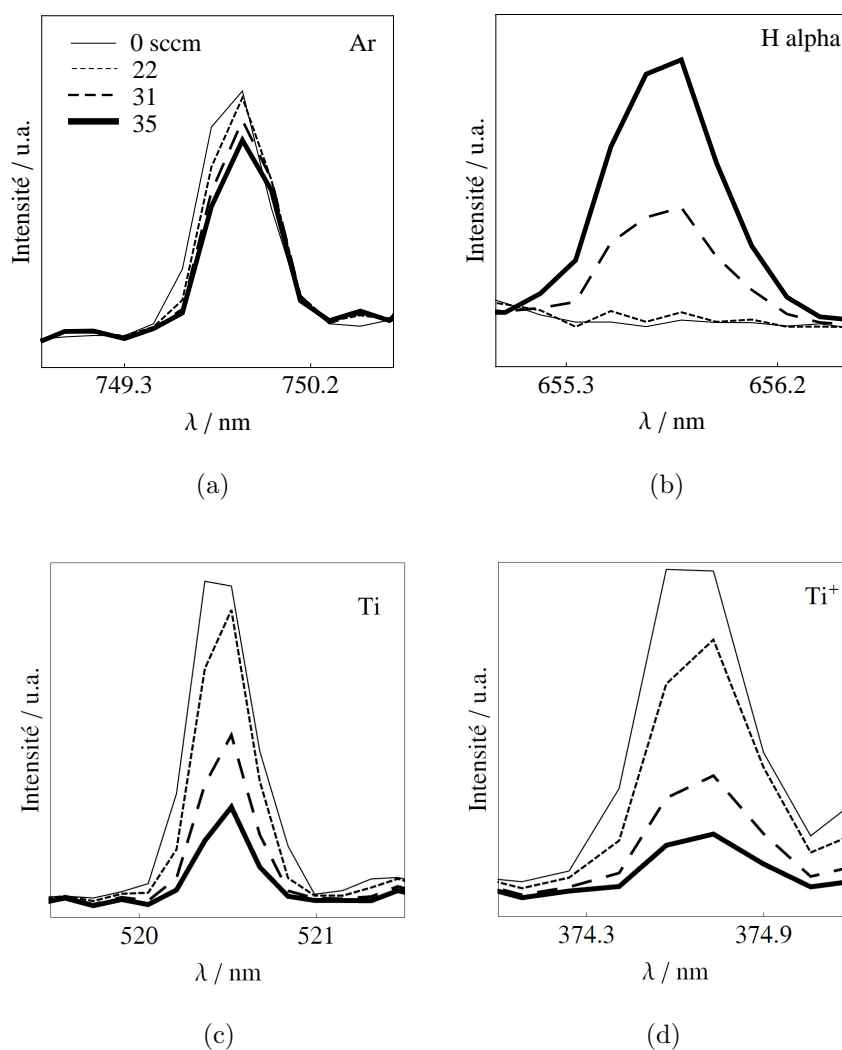 0 sccm
22
31
35
Ar
Intensité / u.a.
749.3 750.2
λ / nm
(a)
H alpha
Intensité / u.a.
655.3 656.2
λ / nm
(b)
Ti
Intensité / u.a.
520 521
λ / nm
(c)
Ti⁺
Intensité / u.a.
374.3 374.9
λ / nm
(d)